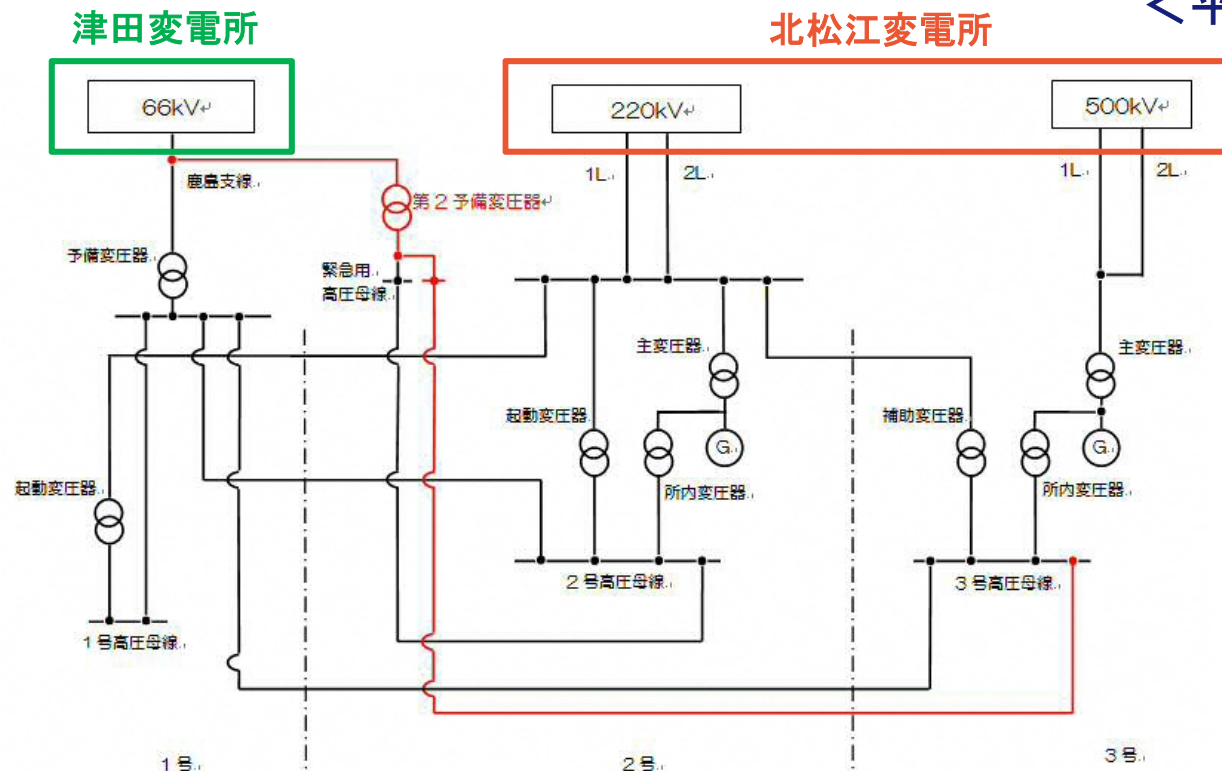 津田変電所
北松江変電所
66kV
220kV
500kV
1L
2L
1L
2L
鹿島支線
第2予備変圧器
予備変圧器
緊急用
高圧母線
主変圧器
主変圧器
起動変圧器
補助変圧器
G
G
起動変圧器
所内変圧器
所内変圧器
2号高圧母線
3号高圧母線
1号高圧母線
1号
2号
3号